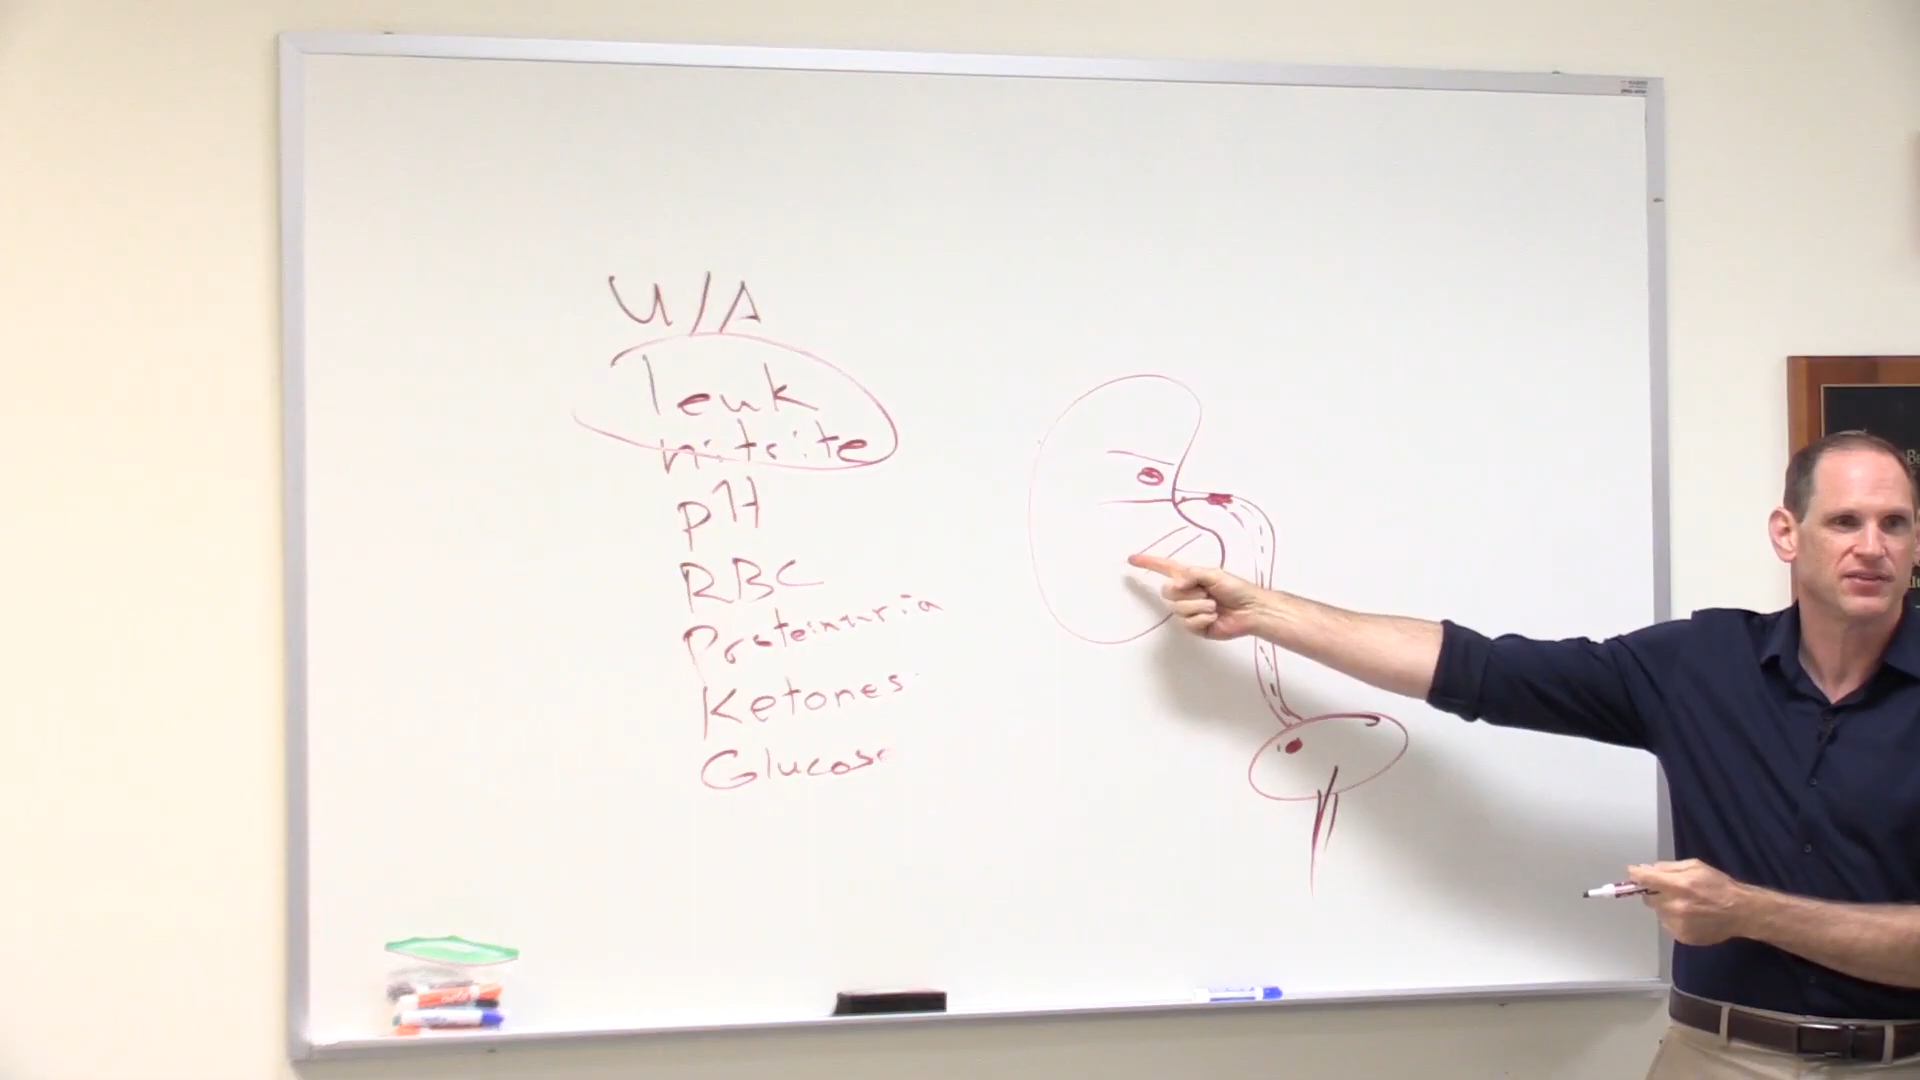 U/A
leuk
nitrite
pH
RBC
Proteinuria
Ketones
Glucose